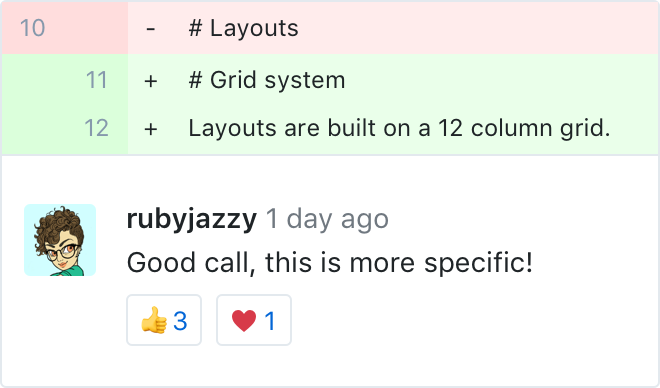 10 - # Layouts
11 + # Grid system
12 + Layouts are built on a 12 column grid.
rubyjazzy 1 day ago
Good call, this is more specific!
👍 3 ❤️ 1